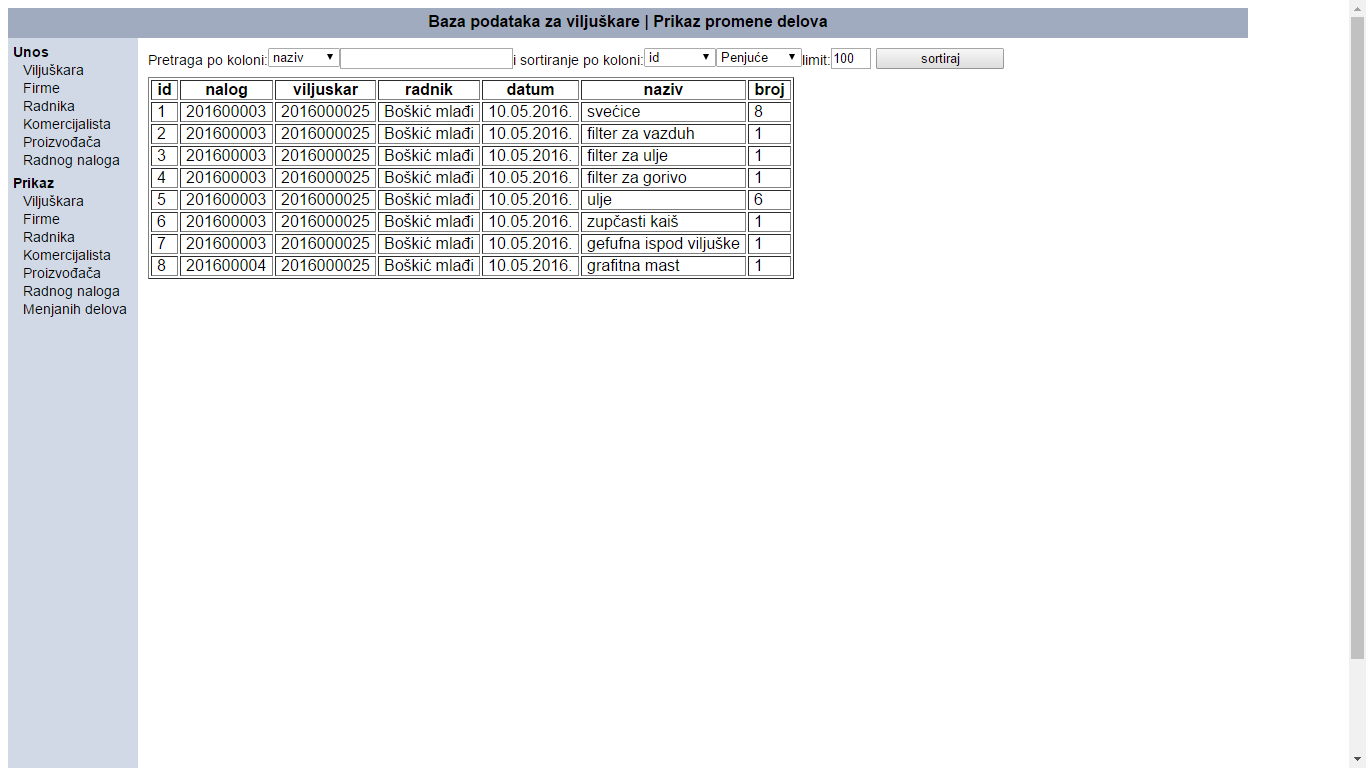 Baza podataka za viljuškare | Prikaz promene delova
Unos
Viljuškara
Firme
Radnika
Komercijalista
Proizvođača
Radnog naloga
Prikaz
Viljuškara
Firme
Radnika
Komercijalista
Proizvođača
Radnog naloga
Menjanih delova
Pretraga po koloni: naziv i sortiranje po koloni: id Penjuće limit: 100 sortiraj
id nalog viljuskar radnik datum naziv broj
1 201600003 2016000025 Boškić mlađi 10.05.2016. svećice 8
2 201600003 2016000025 Boškić mlađi 10.05.2016. filter za vazduh 1
3 201600003 2016000025 Boškić mlađi 10.05.2016. filter za ulje 1
4 201600003 2016000025 Boškić mlađi 10.05.2016. filter za gorivo 1
5 201600003 2016000025 Boškić mlađi 10.05.2016. ulje 6
6 201600003 2016000025 Boškić mlađi 10.05.2016. zupčasti kaiš 1
7 201600003 2016000025 Boškić mlađi 10.05.2016. gefufna ispod viljuške 1
8 201600004 2016000025 Boškić mlađi 10.05.2016. grafitna mast 1